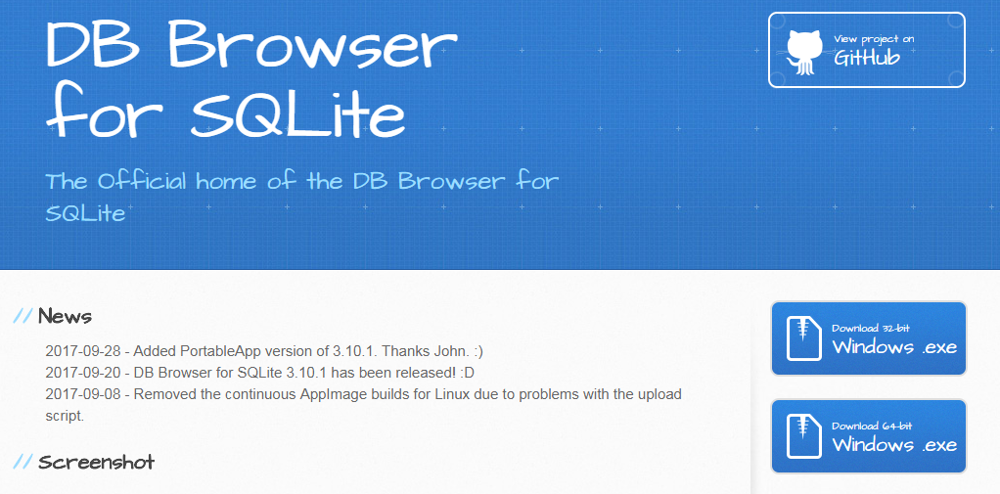 DB Browser
for SQLite
The Official home of the DB Browser for
SQLite
View project on
GitHub
// News
2017-09-28 - Added PortableApp version of 3.10.1. Thanks John. :)
2017-09-20 - DB Browser for SQLite 3.10.1 has been released! :D
2017-09-08 - Removed the continuous AppImage builds for Linux due to problems with the upload
script.
// Screenshot
Download 32-bit
Windows .exe
Download 64-bit
Windows .exe